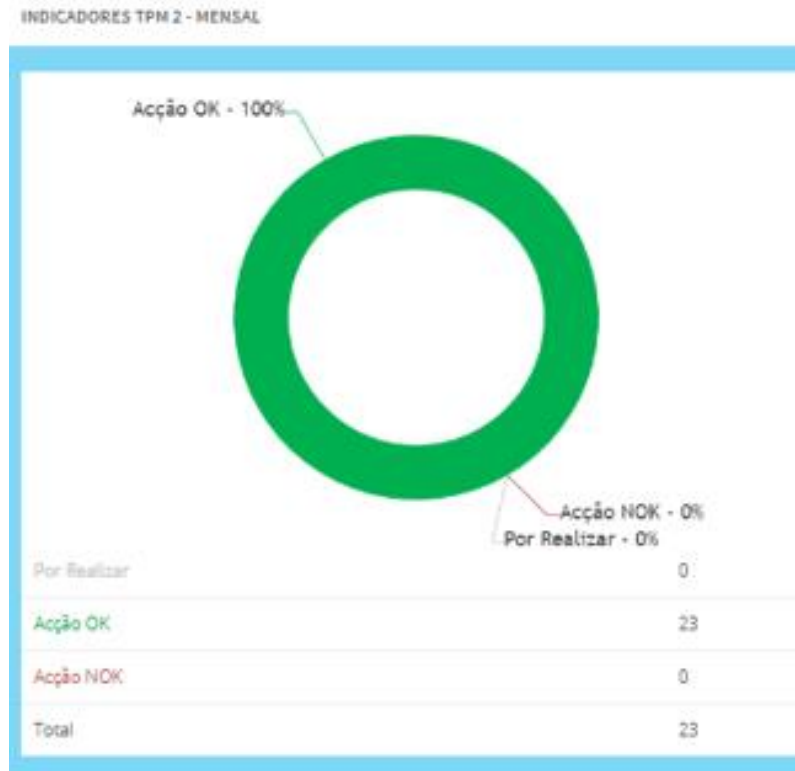 INDICADORES TPM 2 - MENSAL
Acção OK - 100%
Acção NOK - 0%
Por Realizar - 0%
Por Realizar 0
Acção OK 23
Acção NOK 0
Total 23